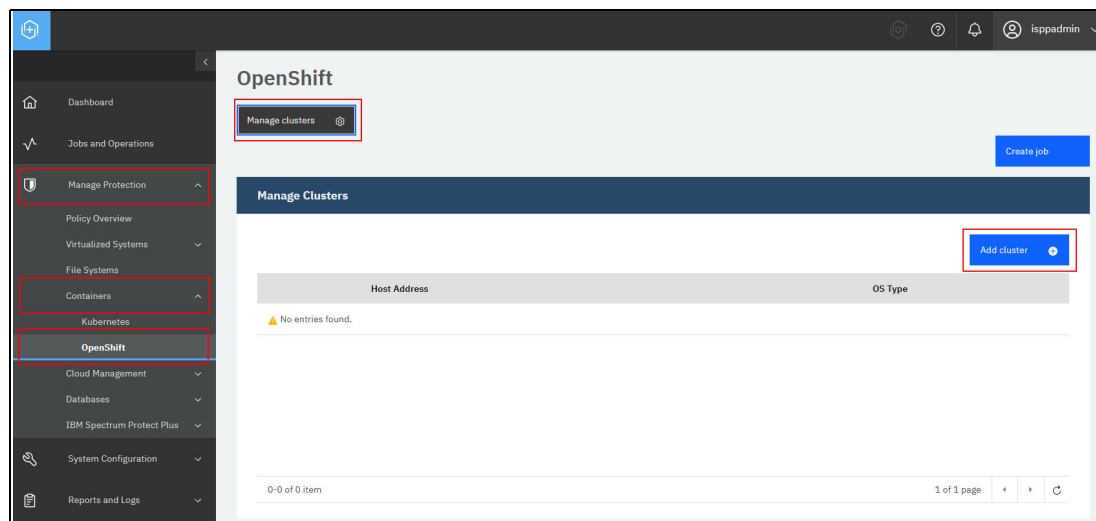 isppadmin
Dashboard
Jobs and Operations
Manage Protection
Policy Overview
Virtualized Systems
File Systems
Containers
Kubernetes
OpenShift
Cloud Management
Databases
IBM Spectrum Protect Plus
System Configuration
Reports and Logs
OpenShift
Manage clusters
Create job
Manage Clusters
Add cluster
Host Address OS Type
No entries found.
0-0 of 0 item 1 of 1 page